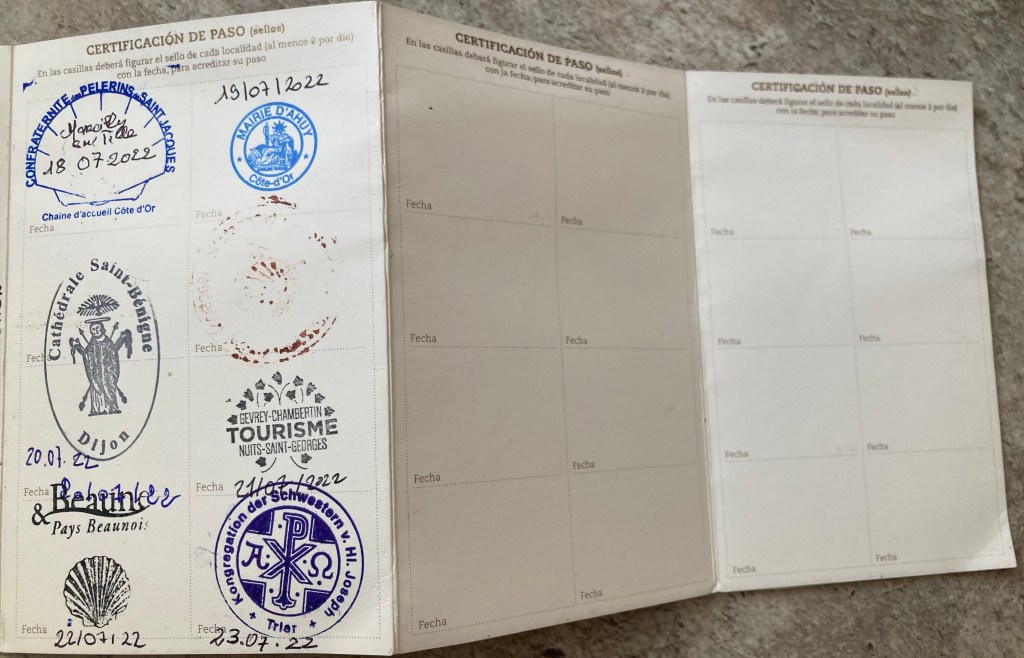 CERTIFICACIÓN DE PASO (sellos)
En las casillas deberá figurar el sello de cada localidad (al menos 2 por día)
con la fecha, para acreditar su paso
CONFRATERNITE des PELERINS de SAINT JACQUES
18 07 2022
Chaine d'accueil Côte d'Or
Fecha
19/07/2022
MAIRIE D'AHUY
Côte-d'Or
Fecha
Cathédrale Saint-Bénigne
Dijon
Fecha
20.07.22
Fecha
GEVREY-CHAMBERTIN
TOURISME
NUITS-SAINT-GEORGES
Fecha
Beaune
& Pays Beaunois
Fecha
21/07/2022
22/07/22
Fecha
Kongregation der Schwestern v. Hl. Joseph
A Ω
Trier
Fecha
23.07.22
CERTIFICACIÓN DE PASO (sellos)
En las casillas deberá figurar el sello de cada localidad (al menos 2 por día)
con la fecha, para acreditar su paso
Fecha
Fecha
Fecha
Fecha
Fecha
Fecha
Fecha
Fecha
CERTIFICACIÓN DE PASO (sellos)
En las casillas deberá figurar el sello de cada localidad (al menos 2 por día)
con la fecha, para acreditar su paso
Fecha
Fecha
Fecha
Fecha
Fecha
Fecha
Fecha
Fecha